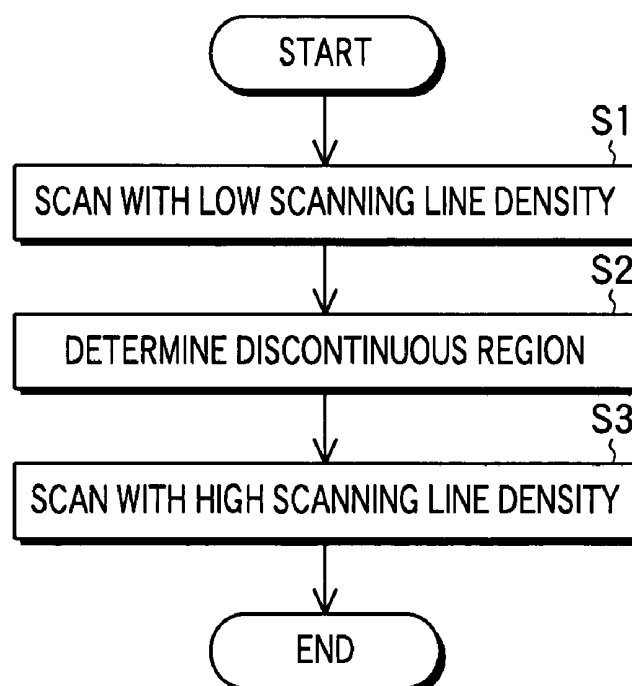 START
S1
SCAN WITH LOW SCANNING LINE DENSITY
S2
DETERMINE DISCONTINUOUS REGION
S3
SCAN WITH HIGH SCANNING LINE DENSITY
END